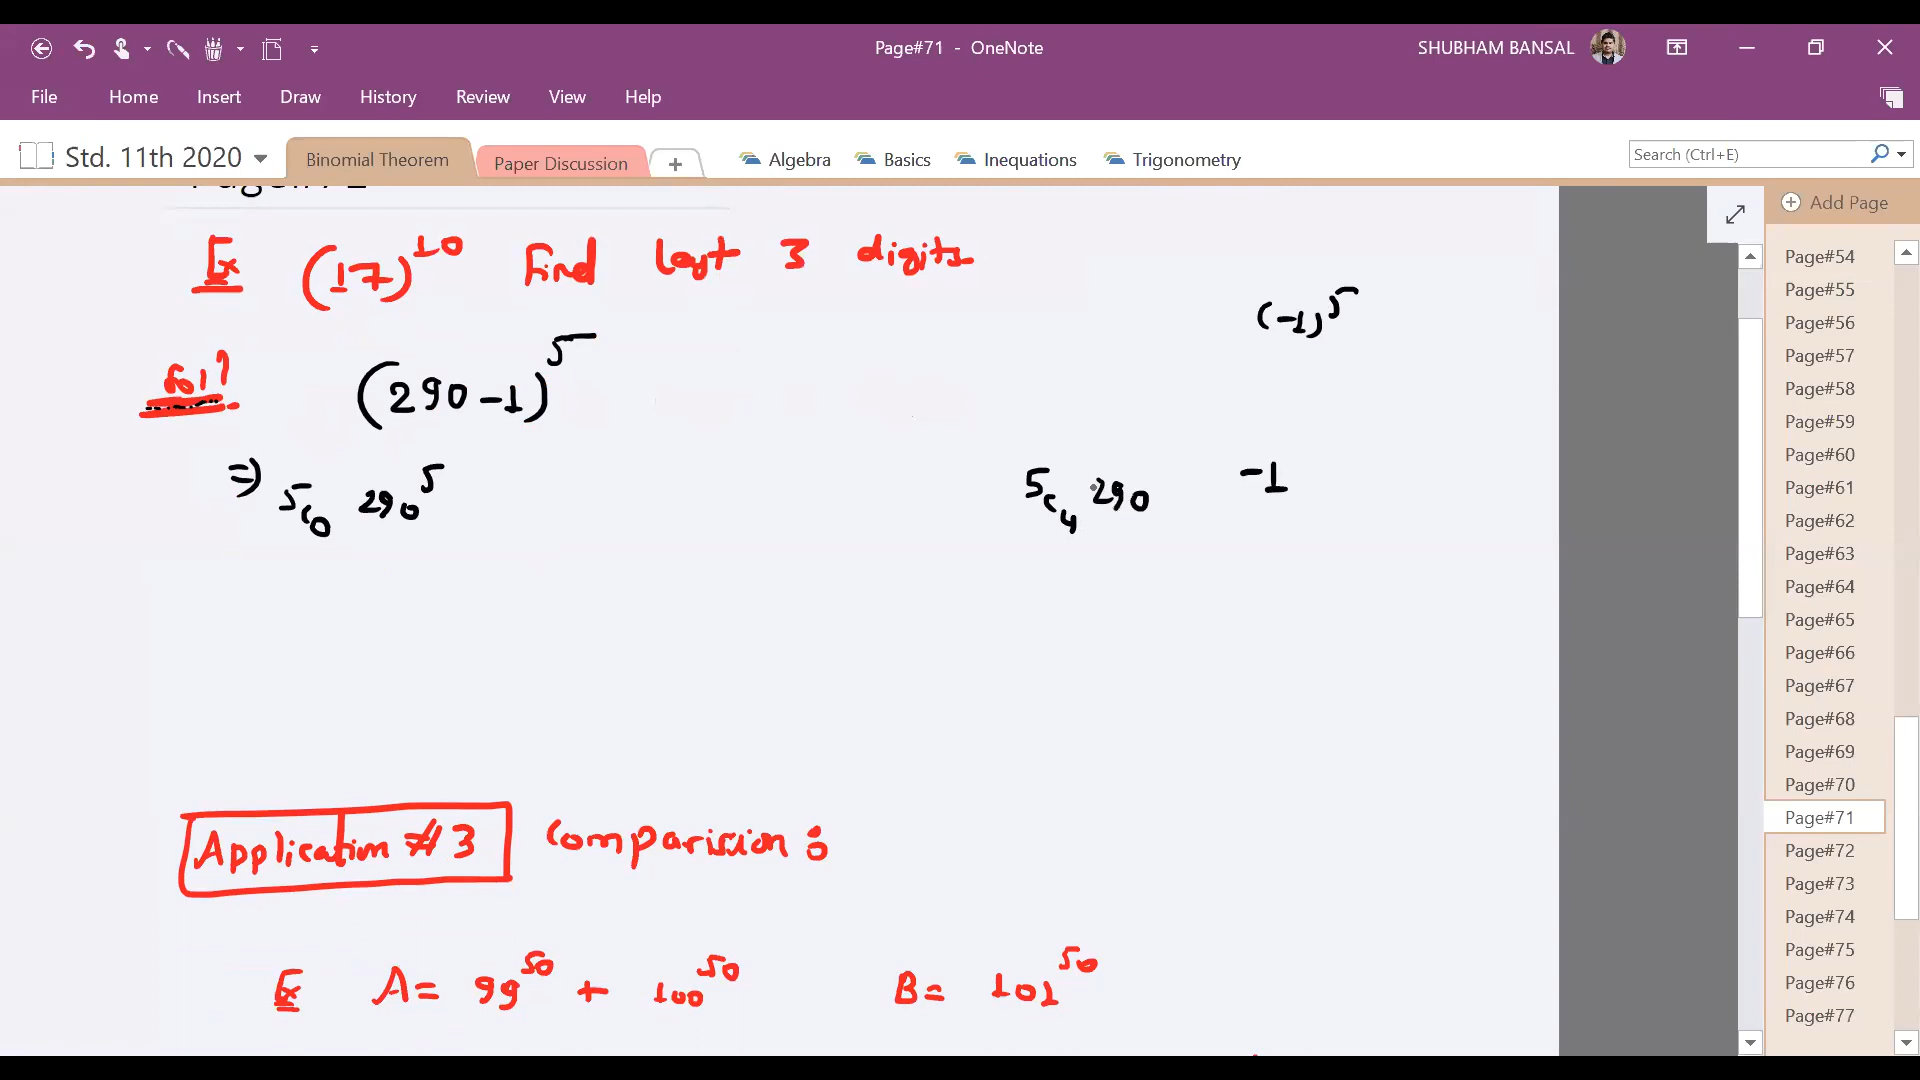 Page#71 - OneNote
SHUBHAM BANSAL
File Home Insert Draw History Review View Help
Std. 11th 2020 Binomial Theorem Paper Discussion + Algebra Basics Inequations Trigonometry
Search (Ctrl+E)
Add Page
Ex (17)^10 Find last 3 digits
(-1)^5
Sol?
(290-1)^5
=> 5C0 290^5 5C4 290 -1
Application #3 Comparision :
Ex A= 99^50 + 100^50 B= 101^50
Page#54
Page#55
Page#56
Page#57
Page#58
Page#59
Page#60
Page#61
Page#62
Page#63
Page#64
Page#65
Page#66
Page#67
Page#68
Page#69
Page#70
Page#71
Page#72
Page#73
Page#74
Page#75
Page#76
Page#77